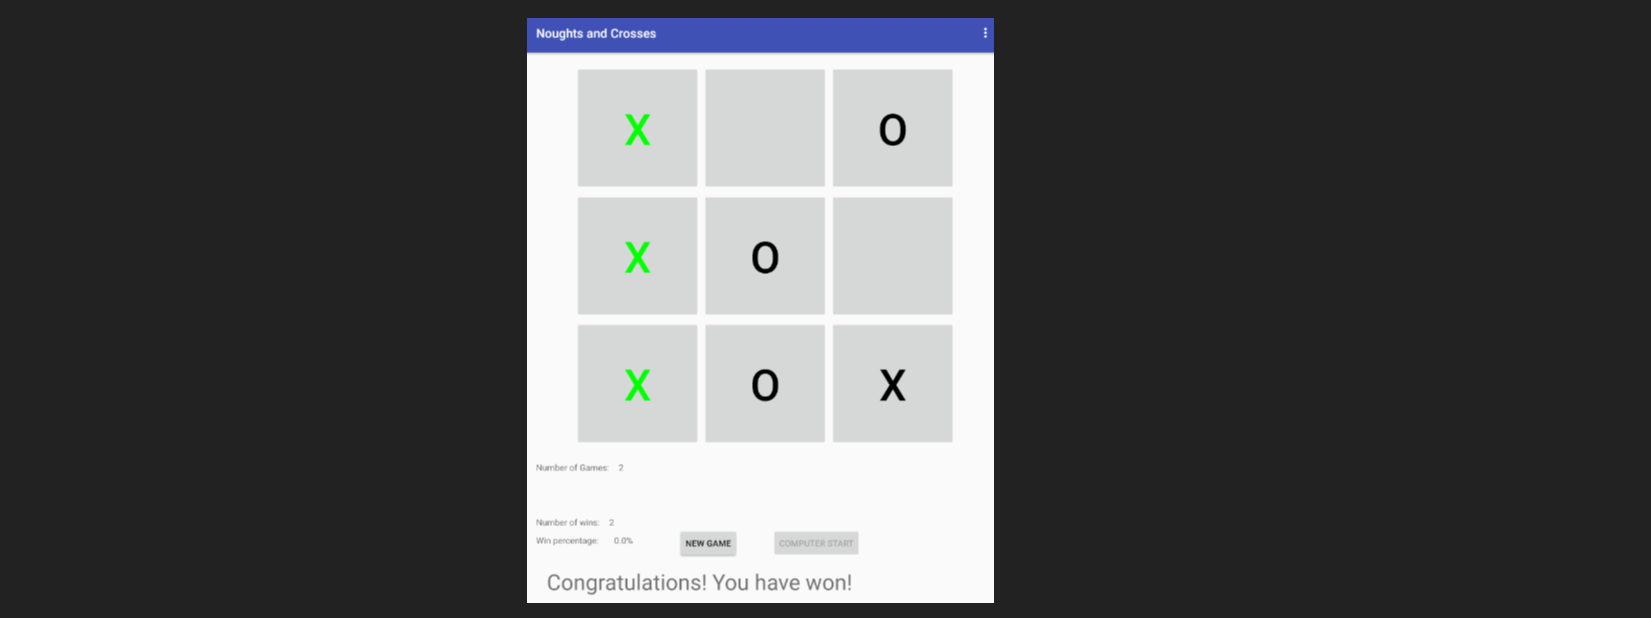 Noughts and Crosses
X O
X O
X O X
Number of Games: 2
Number of wins: 2
Win percentage: 0.0% NEW GAME COMPUTER START
Congratulations! You have won!